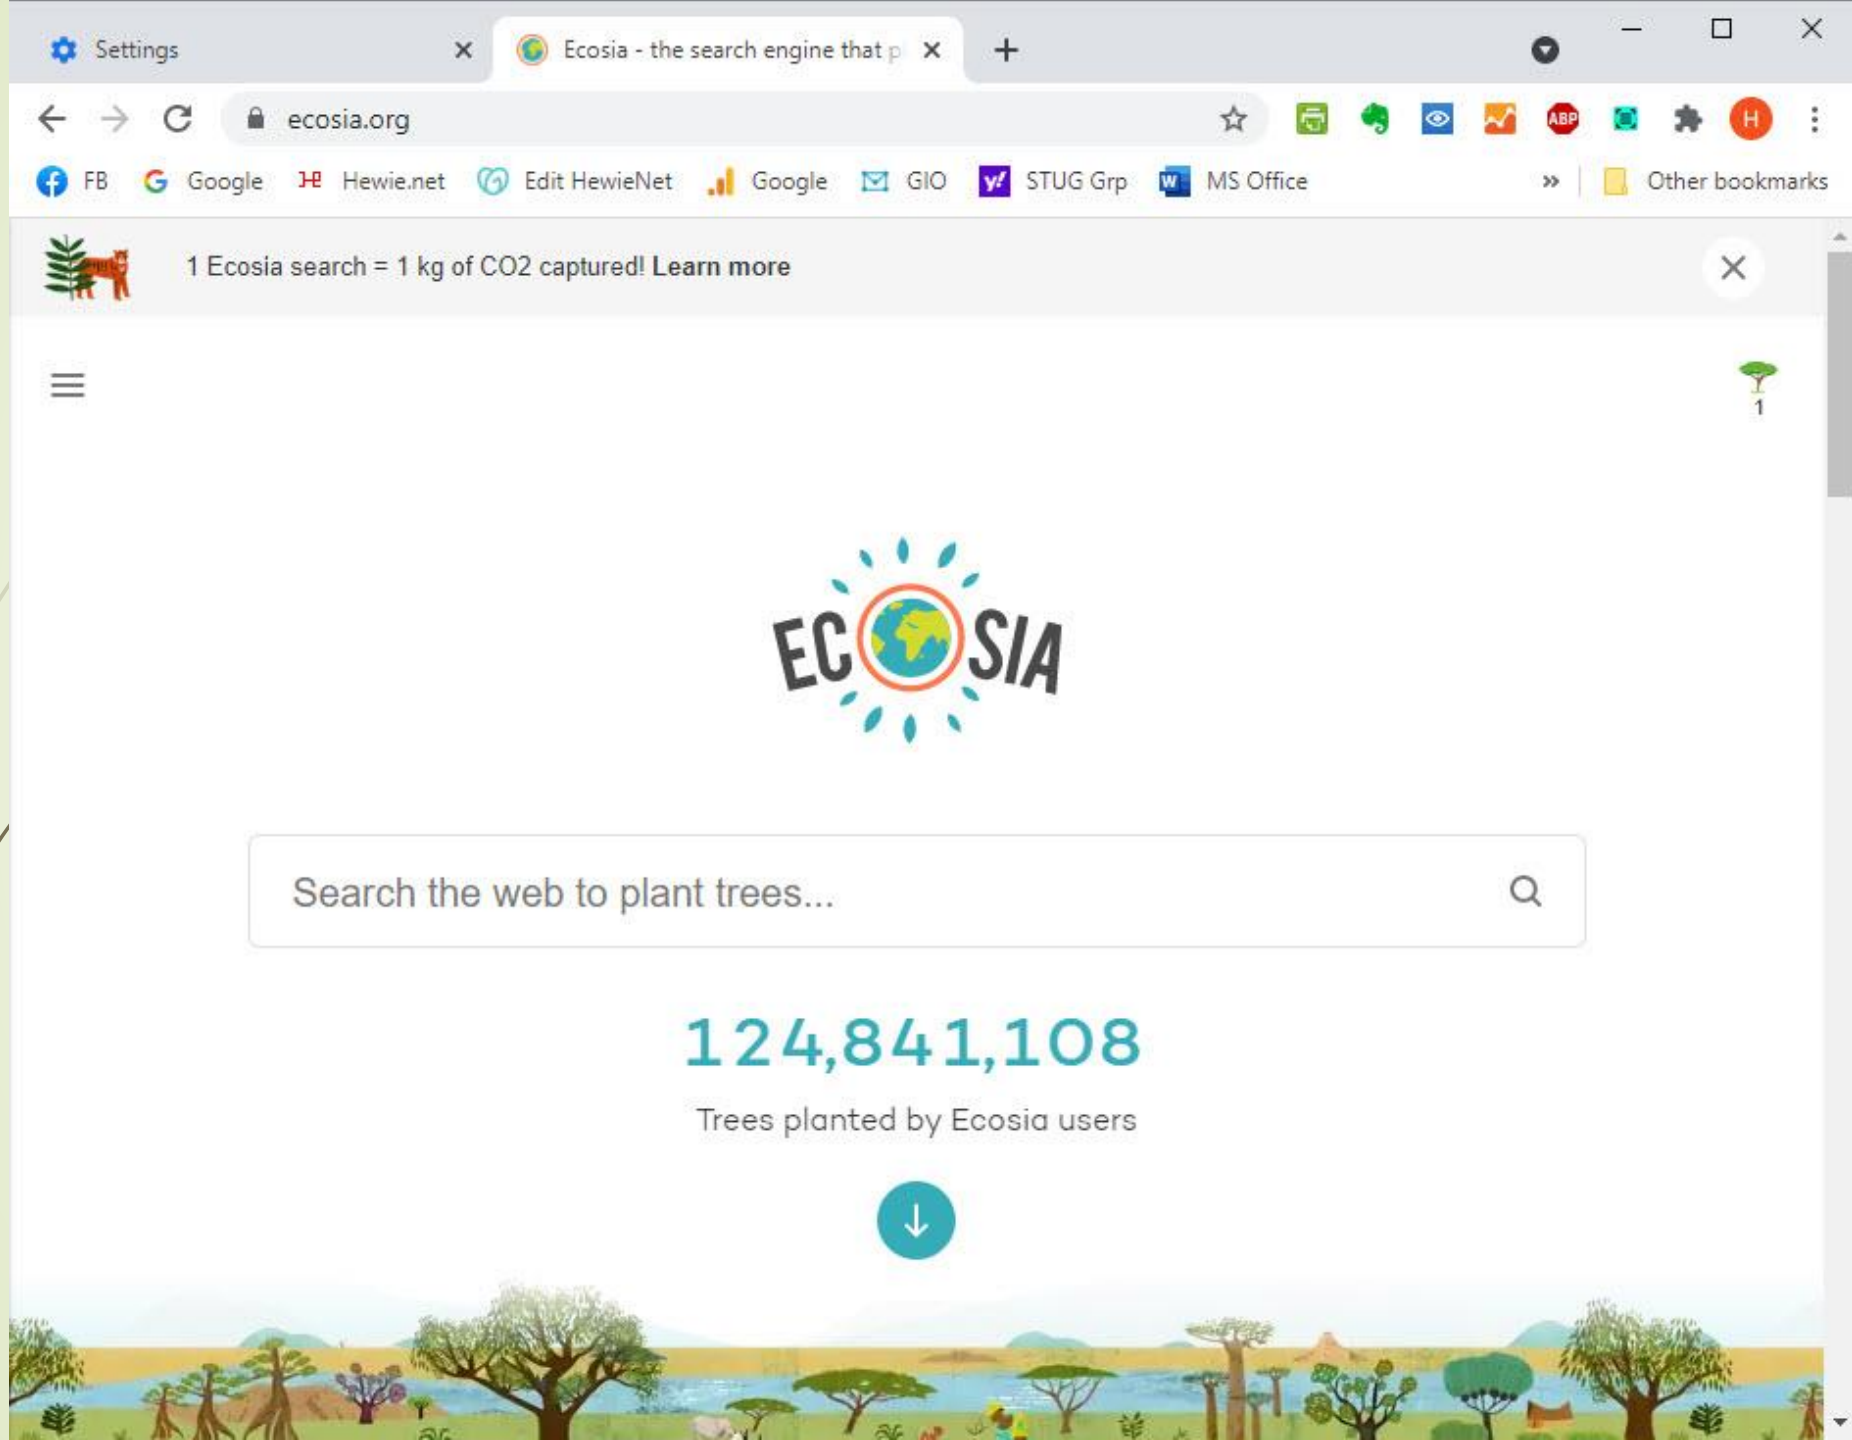 Settings
Ecosia - the search engine that p
ecosia.org
ABP
H
FB Google Hewie.net Edit HewieNet Google GIO y! STUG Grp W MS Office » Other bookmarks
1 Ecosia search = 1 kg of CO2 captured! Learn more
1
ECOSIA
Search the web to plant trees...
124,841,108
Trees planted by Ecosia users